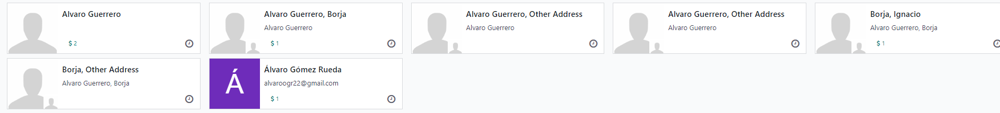 Alvaro Guerrero
$ 2
Alvaro Guerrero, Borja
Alvaro Guerrero
$ 1
Alvaro Guerrero, Other Address
Alvaro Guerrero
Alvaro Guerrero, Other Address
Alvaro Guerrero
Borja, Ignacio
Alvaro Guerrero, Borja
$ 1
Borja, Other Address
Alvaro Guerrero, Borja
Á
Álvaro Gómez Rueda
alvaroogr22@gmail.com
$ 1